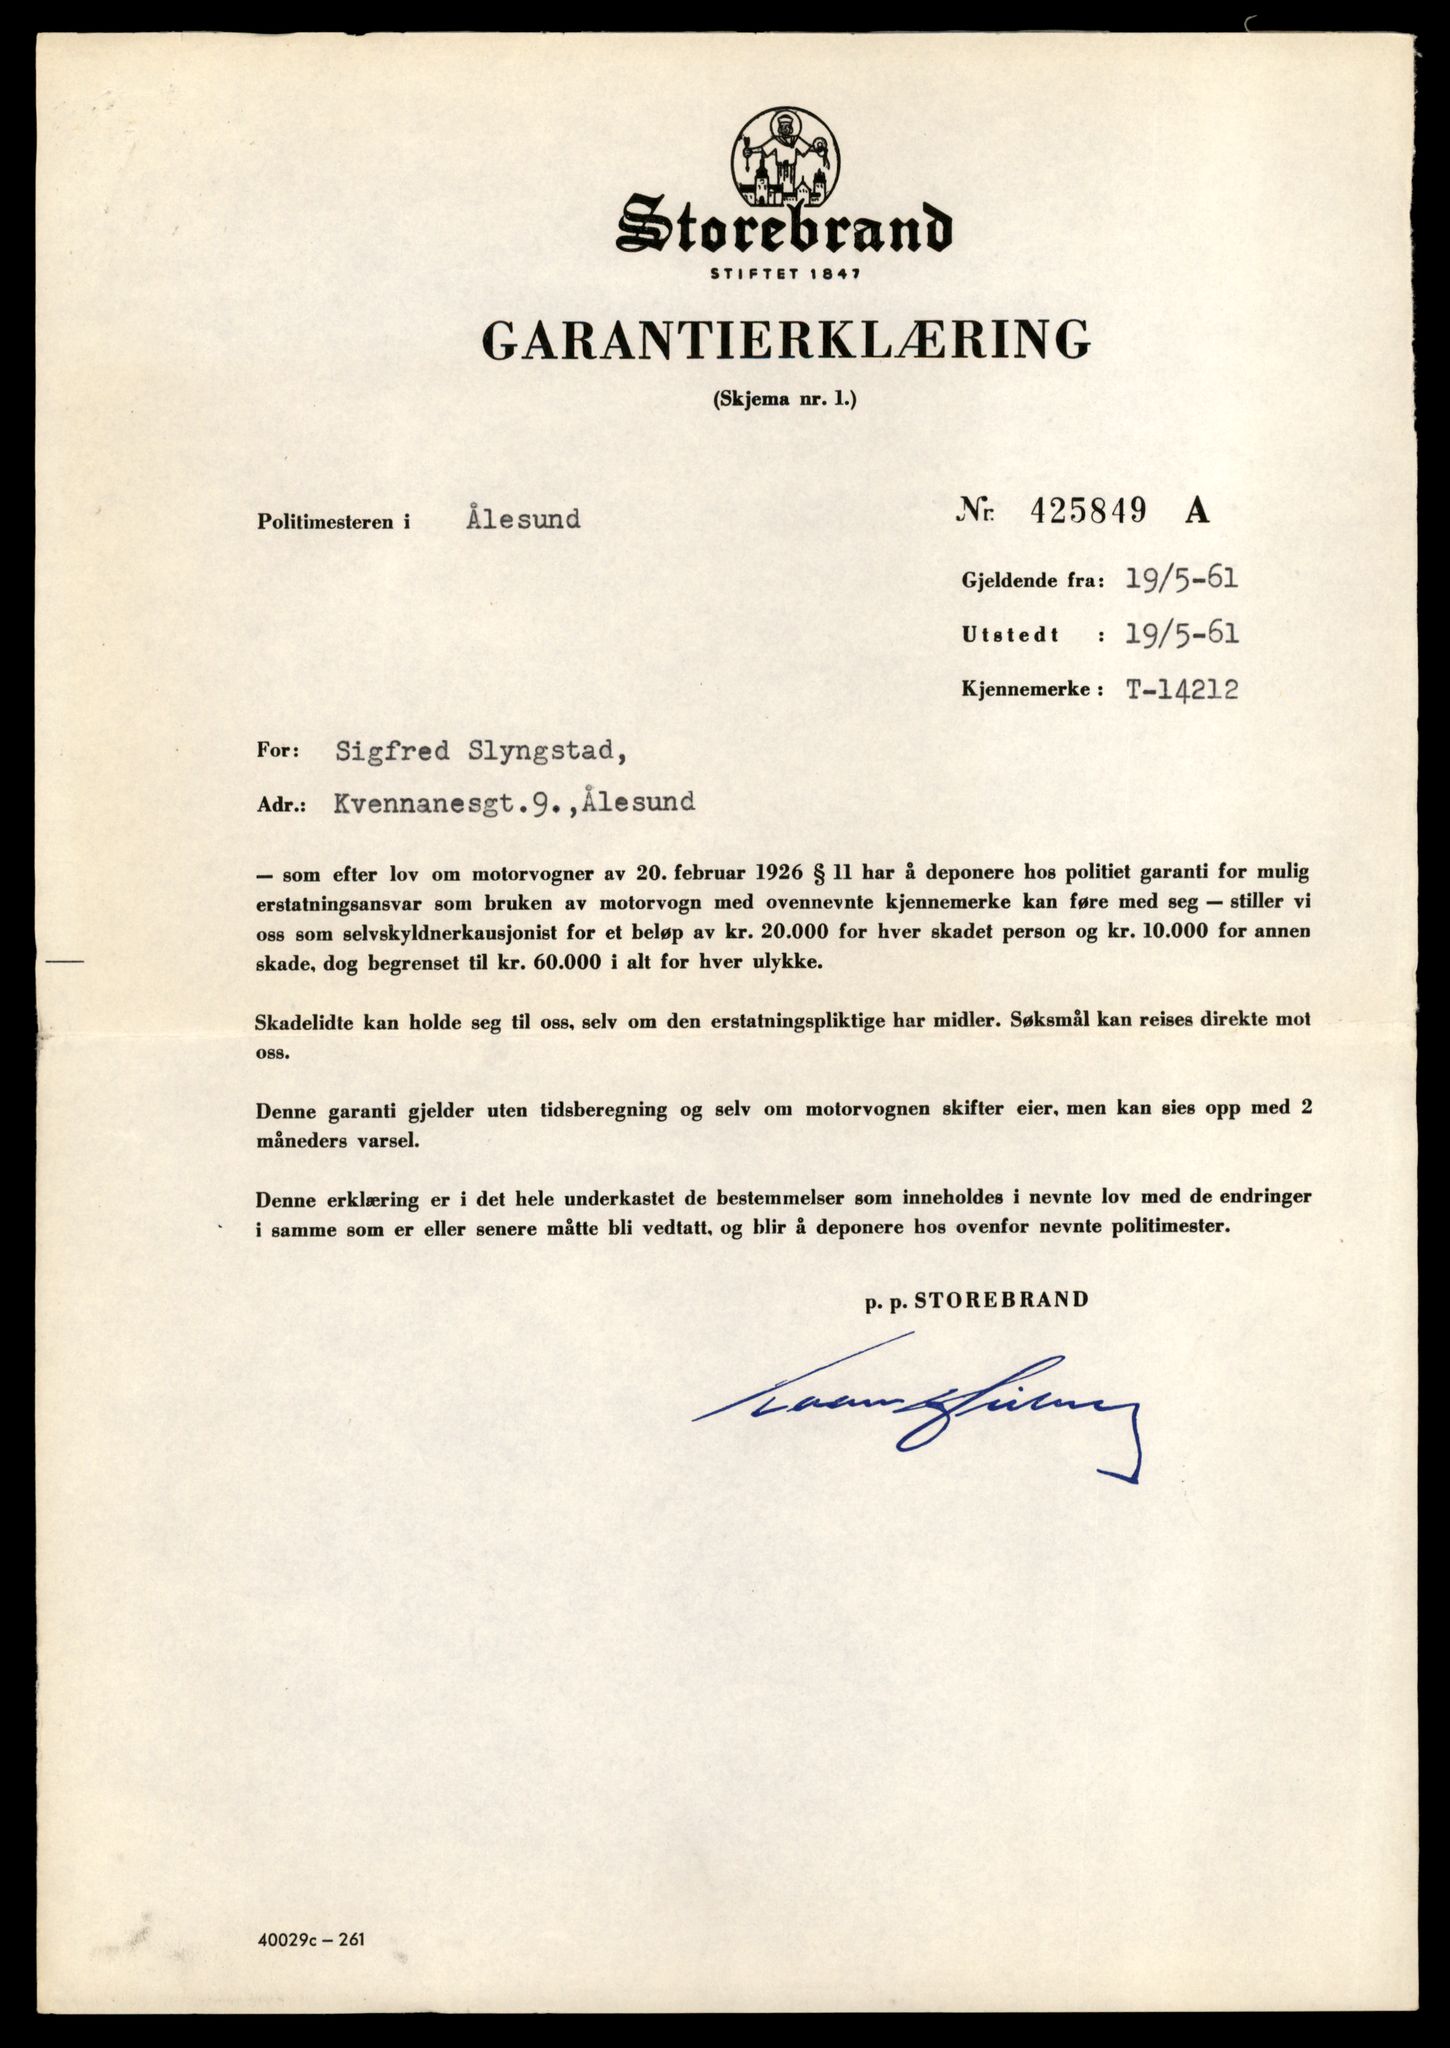 Storebrand
STIFTET 1847
GARANTIERKLÆRING
(Skjema nr. 1.)
Politimesteren i Ålesund
Nr. 425849 A
Gjeldende fra: 19/5-61
Utstedt : 19/5-61
Kjennemerke: T-14212
For: Sigfred Slyngstad,
Adr.: Kvennanesgt.9.,Ålesund
— som efter lov om motorvogner av 20. februar 1926 § 11 har å deponere hos politiet garanti for mulig
erstatningsansvar som bruken av motorvogn med ovennevnte kjennemerke kan føre med seg — stiller vi
oss som selvskyldnerkausjonist for et beløp av kr. 20.000 for hver skadet person og kr. 10.000 for annen
skade, dog begrenset til kr. 60.000 i alt for hver ulykke.
Skadelidte kan holde seg til oss, selv om den erstatningspliktige har midler. Søksmål kan reises direkte mot
oss.
Denne garanti gjelder uten tidsberegning og selv om motorvognen skifter eier, men kan sies opp med 2
måneders varsel.
Denne erklæring er i det hele underkastet de bestemmelser som inneholdes i nevnte lov med de endringer
i samme som er eller senere måtte bli vedtatt, og blir å deponere hos ovenfor nevnte politimester.
p. p. STOREBRAND
40029c – 261